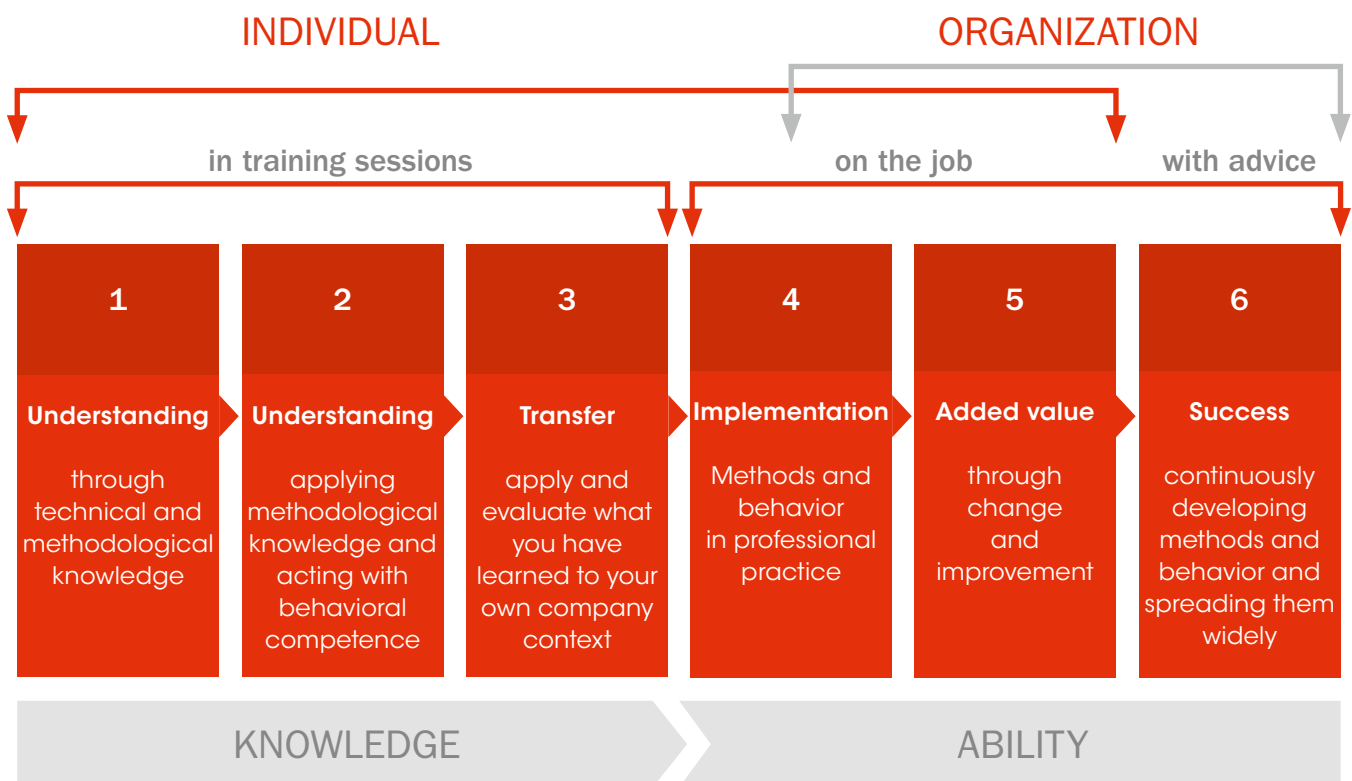 INDIVIDUAL
ORGANIZATION
in training sessions
on the job
with advice
1
Understanding
through
technical and
methodological
knowledge
2
Understanding
applying
methodological
knowledge and
acting with
behavioral
competence
3
Transfer
apply and
evaluate what
you have
learned to your
own company
context
4
Implementation
Methods and
behavior
in professional
practice
5
Added value
through
change
and
improvement
6
Success
continuously
developing
methods and
behavior and
spreading them
widely
KNOWLEDGE
ABILITY